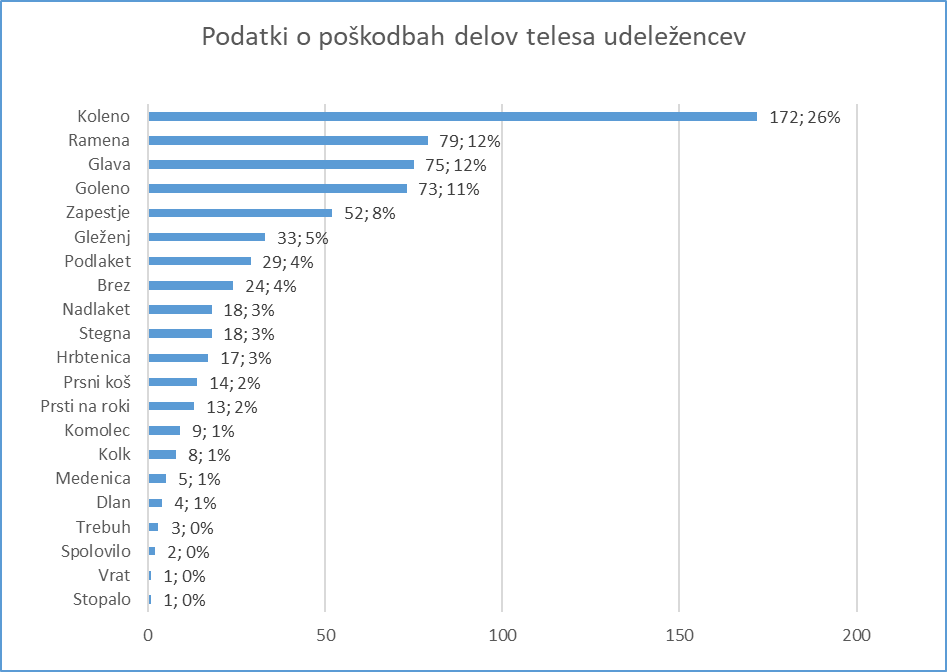 Podatki o poškodbah delov telesa udeležencev
Koleno 172; 26%
Ramena 79; 12%
Glava 75; 12%
Goleno 73; 11%
Zapestje 52; 8%
Gleženj 33; 5%
Podlaket 29; 4%
Brez 24; 4%
Nadlaket 18; 3%
Stegna 18; 3%
Hrbtenica 17; 3%
Prsni koš 14; 2%
Prsti na roki 13; 2%
Komolec 9; 1%
Kolk 8; 1%
Medenica 5; 1%
Dlan 4; 1%
Trebuh 3; 0%
Spolovilo 2; 0%
Vrat 1; 0%
Stopalo 1; 0%
0 50 100 150 200